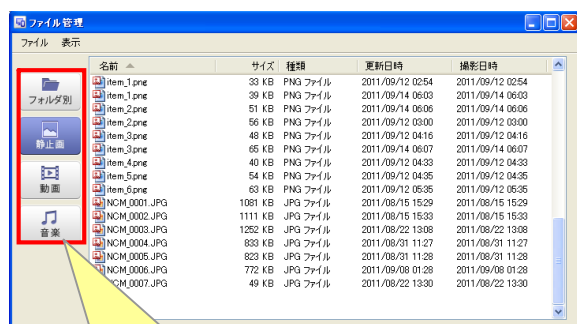 ファイル管理
ファイル 表示
名前 サイズ 種類 更新日時 撮影日時
フォルダ別
静止画
動画
音楽
item_1.png 33 KB PNG ファイル 2011/09/12 02:54 2011/09/12 02:54
item_1.png 39 KB PNG ファイル 2011/09/14 06:03 2011/09/14 06:03
item_2.png 51 KB PNG ファイル 2011/09/14 06:06 2011/09/14 06:06
item_2.png 56 KB PNG ファイル 2011/09/12 03:00 2011/09/12 03:00
item_3.png 48 KB PNG ファイル 2011/09/12 04:16 2011/09/12 04:16
item_3.png 65 KB PNG ファイル 2011/09/14 06:07 2011/09/14 06:07
item_4.png 40 KB PNG ファイル 2011/09/12 04:33 2011/09/12 04:33
item_5.png 54 KB PNG ファイル 2011/09/12 04:35 2011/09/12 04:35
item_6.png 63 KB PNG ファイル 2011/09/12 05:35 2011/09/12 05:35
NCM_0001.JPG 1081 KB JPG ファイル 2011/08/15 15:29 2011/08/15 15:29
NCM_0002.JPG 1111 KB JPG ファイル 2011/08/15 15:33 2011/08/15 15:33
NCM_0003.JPG 1252 KB JPG ファイル 2011/08/22 13:08 2011/08/22 13:08
NCM_0004.JPG 833 KB JPG ファイル 2011/08/31 11:27 2011/08/31 11:27
NCM_0005.JPG 823 KB JPG ファイル 2011/08/31 11:28 2011/08/31 11:28
NCM_0006.JPG 772 KB JPG ファイル 2011/09/08 01:28 2011/09/08 01:28
CM_0007.JPG 49 KB JPG ファイル 2011/08/22 13:30 2011/08/22 13:30